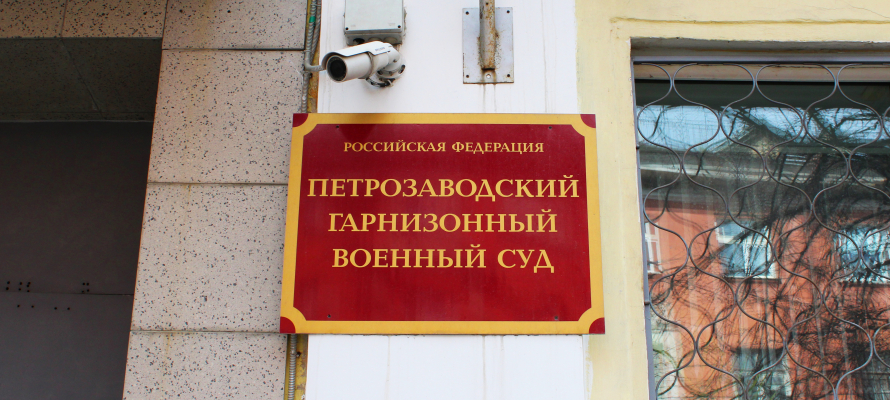 РОССИЙСКАЯ ФЕДЕРАЦИЯ
ПЕТРОЗАВОДСКИЙ
ГАРНИЗОННЫЙ
ВОЕННЫЙ СУД